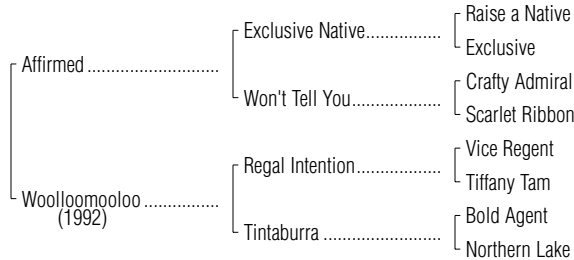 Raise a Native
Exclusive Native..................
Exclusive
Affirmed ................................
Crafty Admiral
Won't Tell You.....................
Scarlet Ribbon
Vice Regent
Regal Intention....................
Tiffany Tam
Woolloomooloo ..................
(1992)
Bold Agent
Tintaburra ............................
Northern Lake